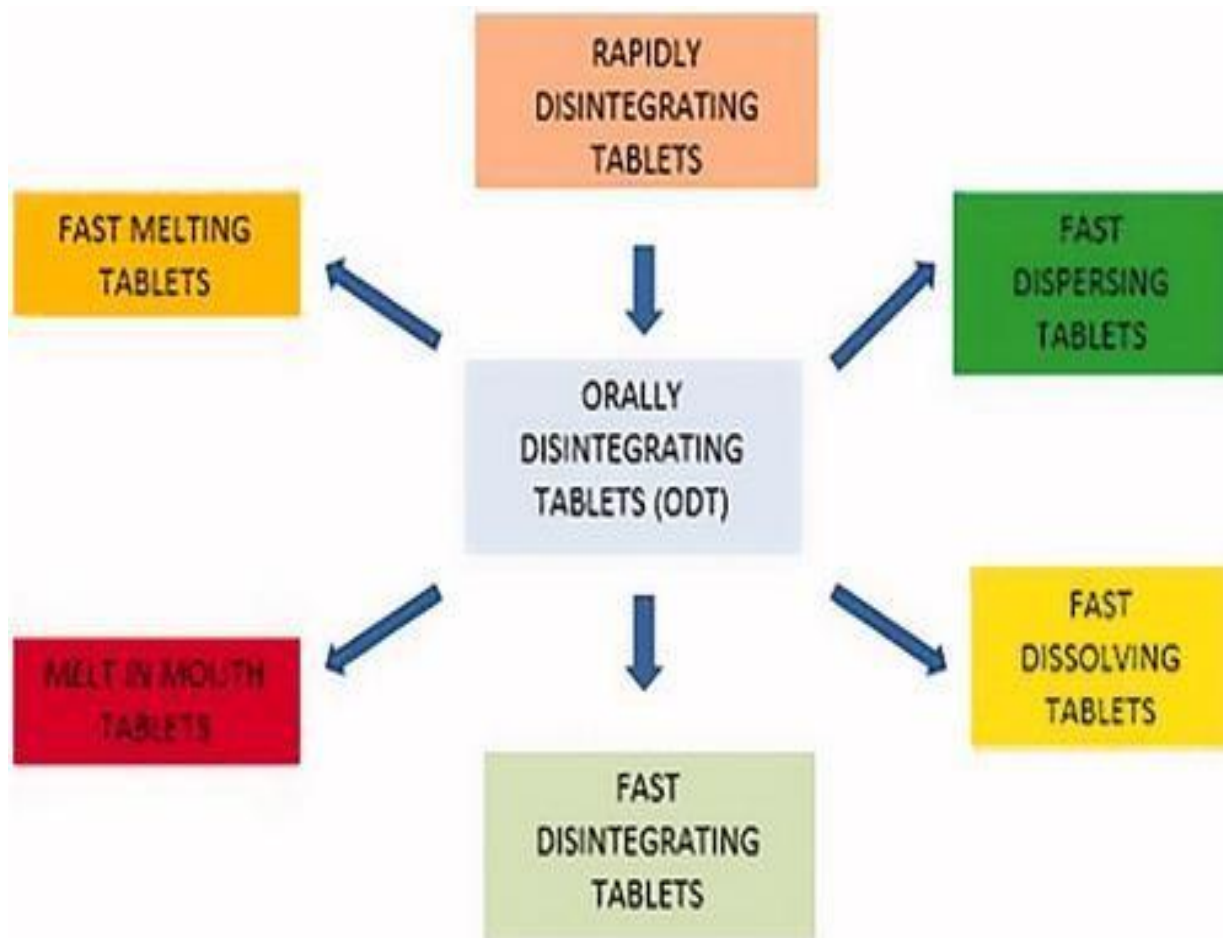 RAPIDLY
DISINTEGRATING
TABLETS
FAST MELTING
TABLETS
FAST
DISPERSING
TABLETS
ORALLY
DISINTEGRATING
TABLETS (ODT)
MELT IN MOUTH
TABLETS
FAST
DISSOLVING
TABLETS
FAST
DISINTEGRATING
TABLETS